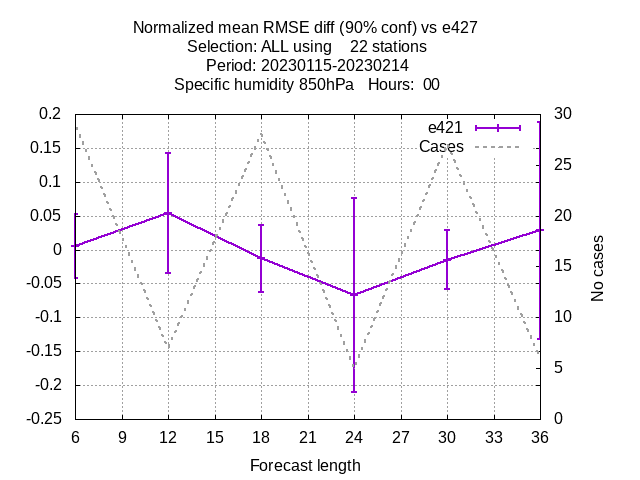 Normalized mean RMSE diff (90% conf) vs e427
Selection: ALL using    22 stations
Period: 20230115-20230214
Specific humidity 850hPa   Hours:  00
0.2
0.15
0.1
0.05
0
-0.05
-0.1
-0.15
-0.2
-0.25
e421
Cases
30
25
20
15
10
5
0
No cases
6 9 12 15 18 21 24 27 30 33 36
Forecast length